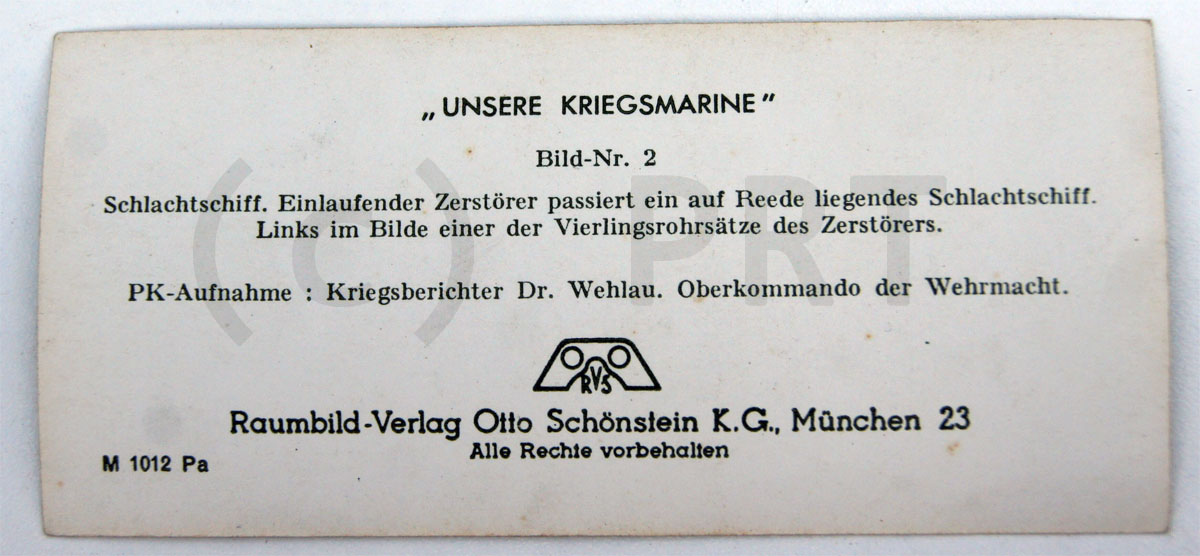 „UNSERE KRIEGSMARINE”
Bild-Nr. 2
Schlachtschiff. Einlaufender Zerstörer passiert ein auf Reede liegendes Schlachtschiff.
Links im Bilde einer der Vierlingsrohrsätze des Zerstörers.
PK-Aufnahme : Kriegsberichter Dr. Wehlau. Oberkommando der Wehrmacht.
(c) PRT
RVS
Raumbild-Verlag Otto Schönstein K.G., München 23
Alle Rechte vorbehalten
M 1012 Pa